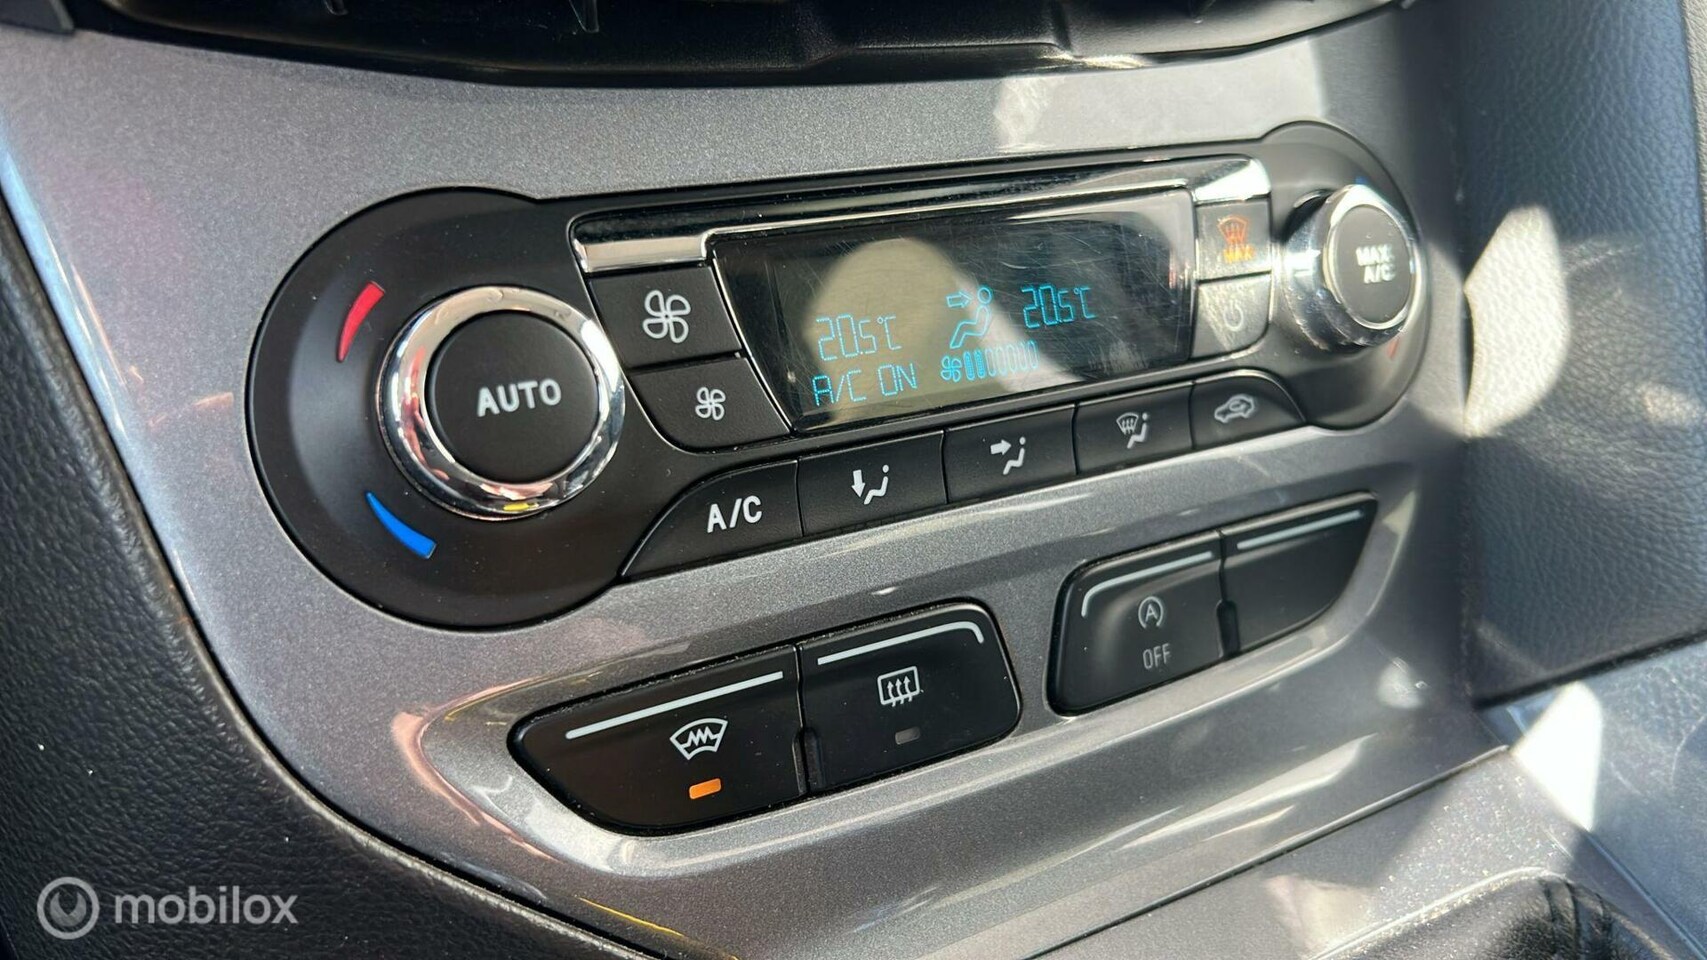 MAX
MAX
A/C
20.5°C
20.5°C
A/C ON
AUTO
A/C
A
OFF
mobilox